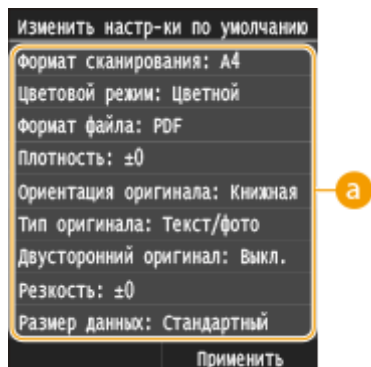 Изменить настр-ки по умолчанию
Формат сканирования: A4
Цветовой режим: Цветной
Формат файла: PDF
Плотность: ±0
Ориентация оригинала: Книжная
a
Тип оригинала: Текст/фото
Двусторонний оригинал: Выкл.
Резкость: ±0
Размер данных: Стандартный
Применить